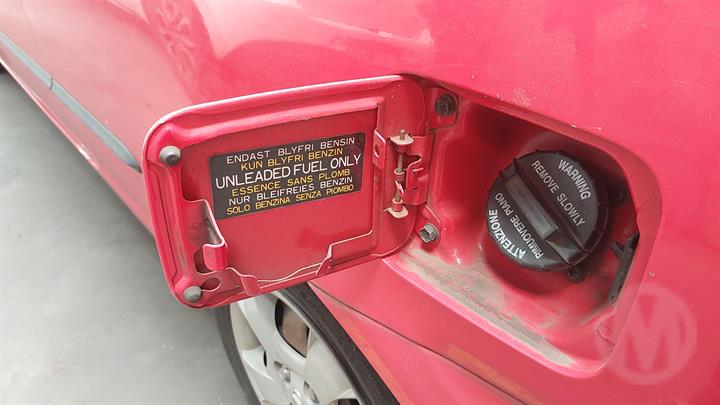 ENDAST BLYFRI BENSIN
KUN BLYFRI BENZIN
UNLEADED FUEL ONLY
ESSENCE SANS PLOMB
NUR BLEIFREIES BENZIN
SOLO BENZINA SENZA PIOMBO
WARNING
REMOVE SLOWLY
ATTENZIONE
RIMUOVERE PIANO
M